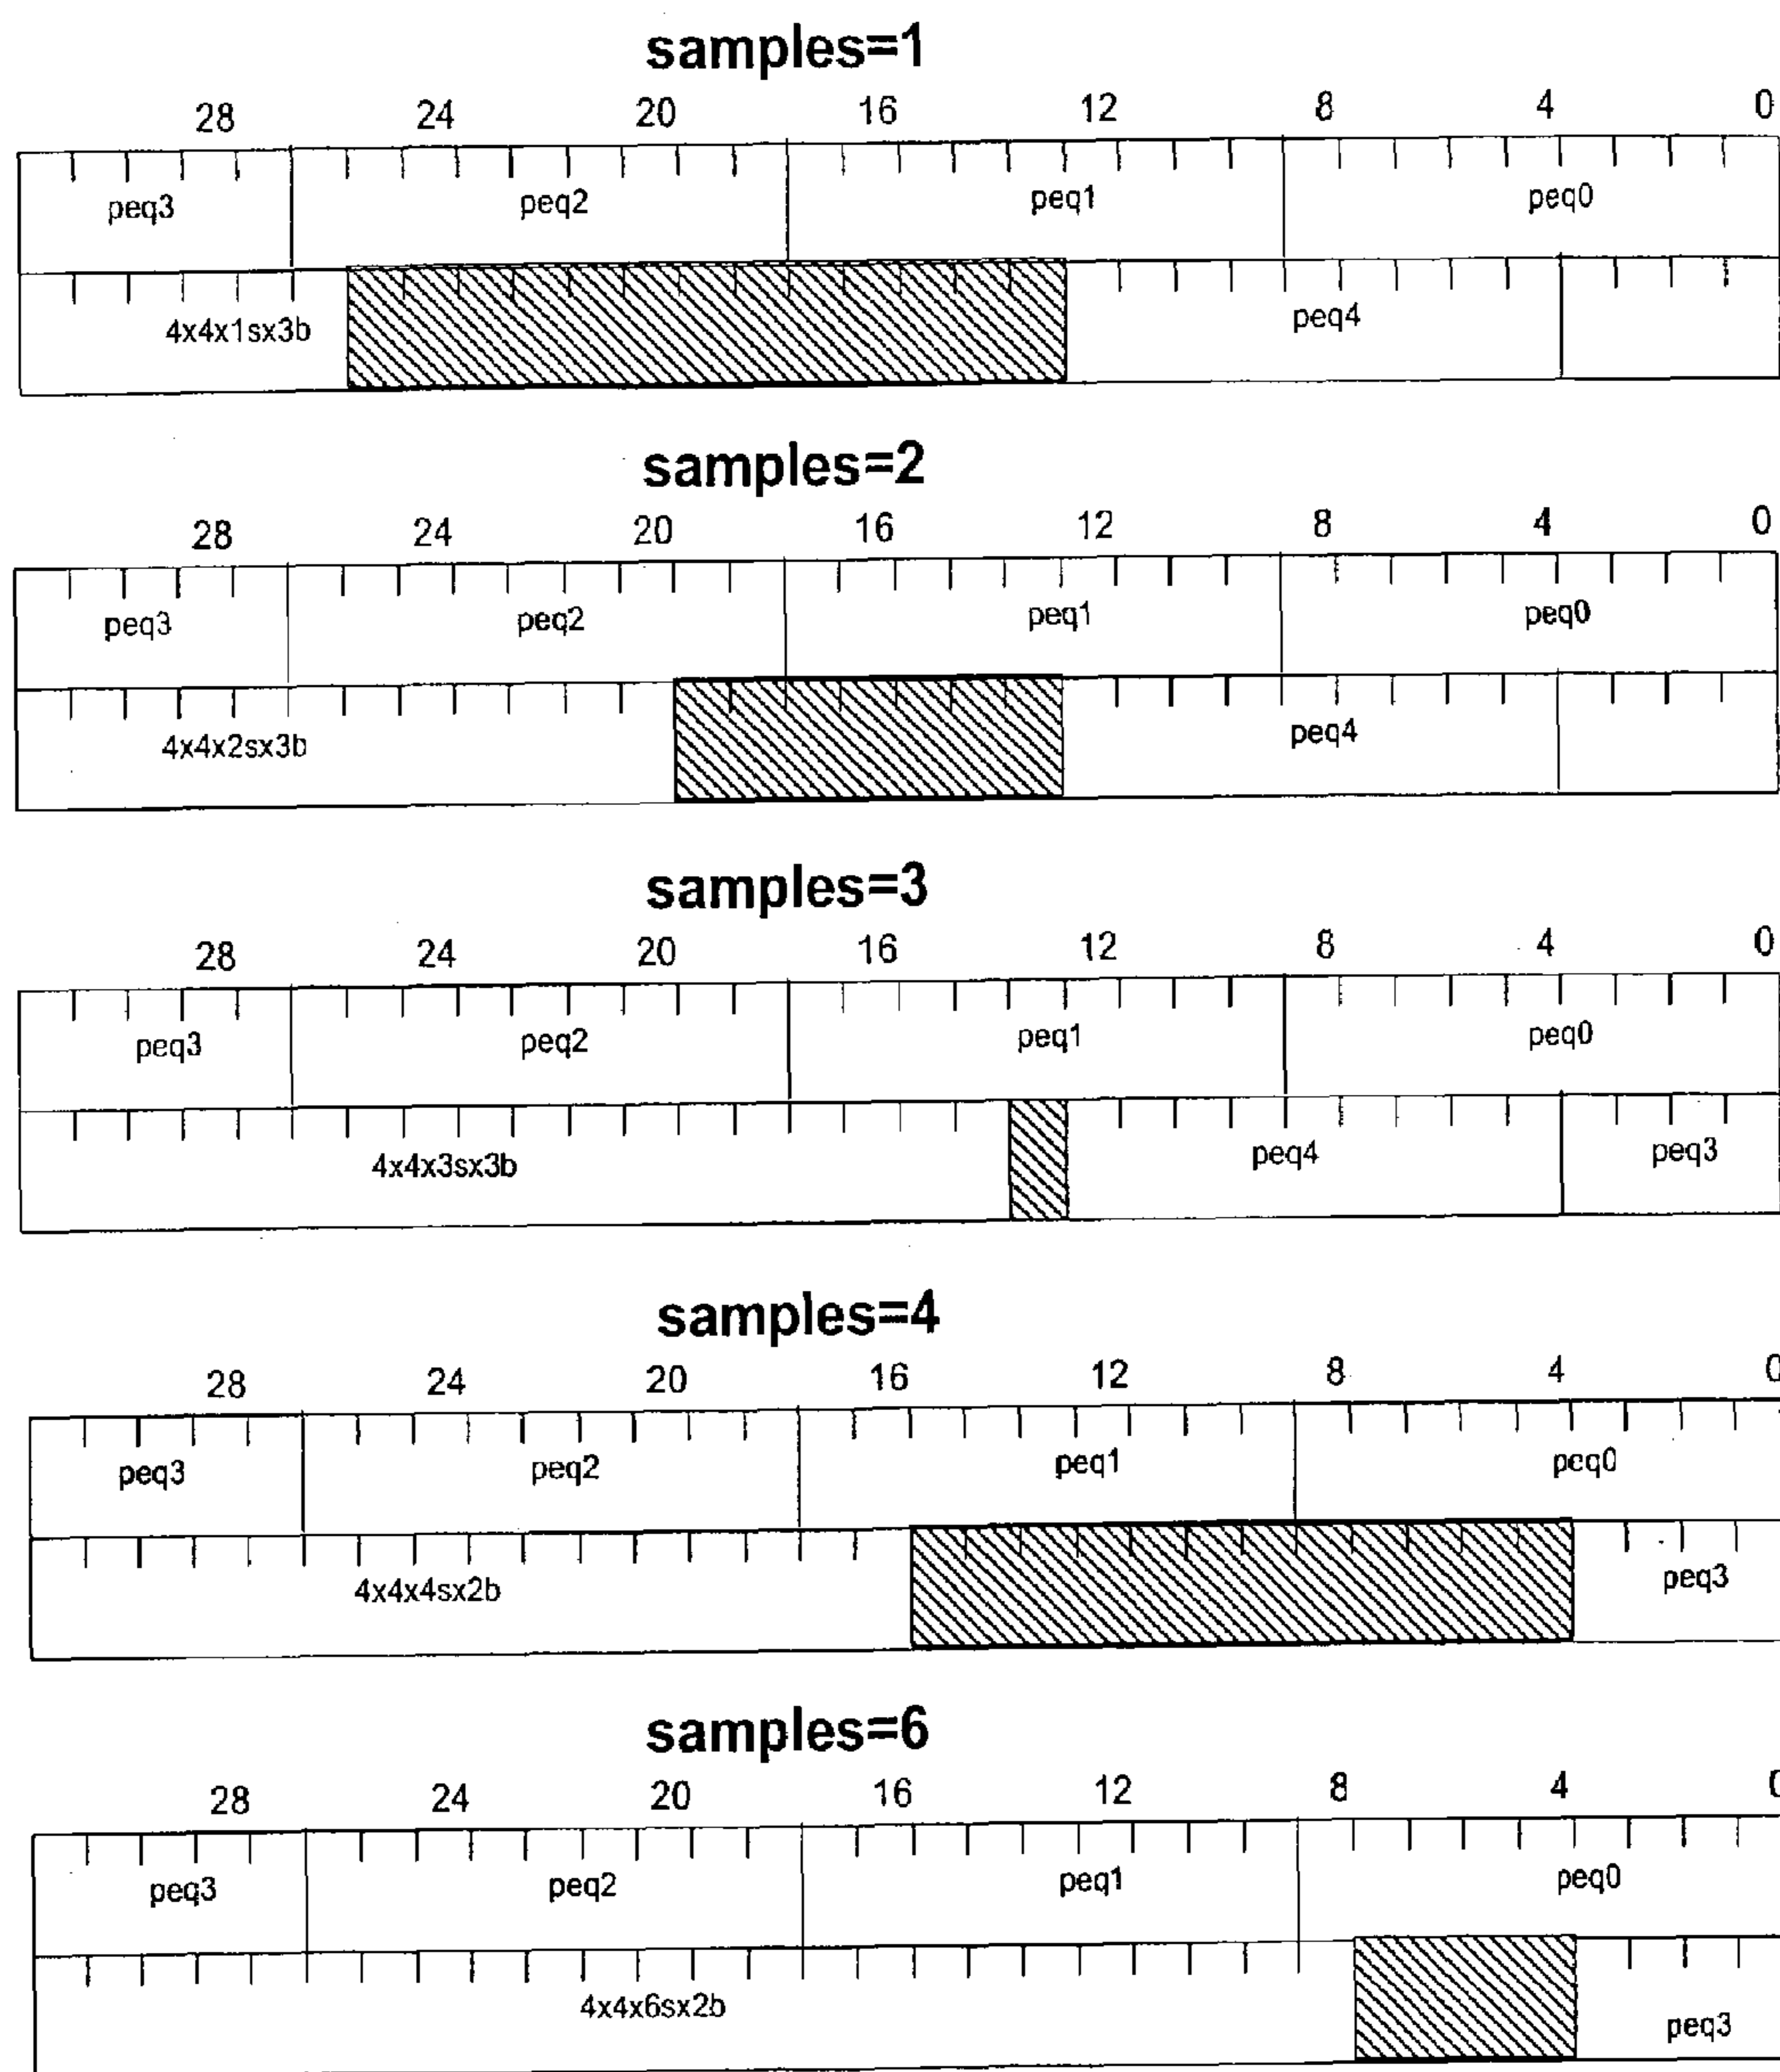 samples=1
28 24 20 16 12 8 4 0
peq3 peq2 peq1 peq0
4x4x1sx3b peq4
samples=2
28 24 20 16 12 8 4 0
peq3 peq2 peq1 peq0
4x4x2sx3b peq4
samples=3
28 24 20 16 12 8 4 0
peq3 peq2 peq1 peq0
4x4x3sx3b peq4 peq3
samples=4
28 24 20 16 12 8 4 0
peq3 peq2 peq1 peq0
4x4x4sx2b peq3
samples=6
28 24 20 16 12 8 4 0
peq3 peq2 peq1 peq0
4x4x6sx2b peq3